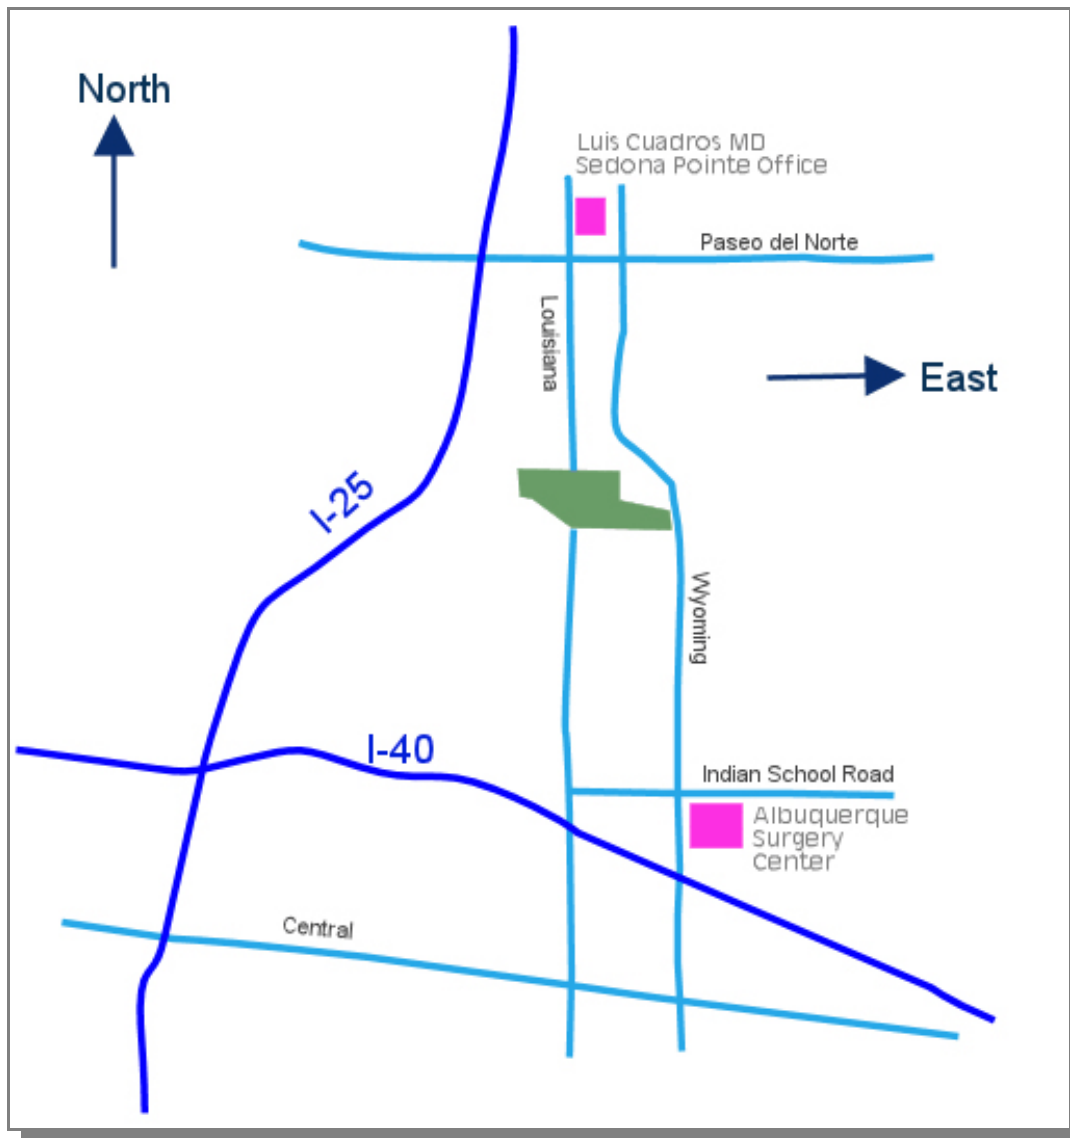 North
Luis Cuadros MD
Sedona Pointe Office
Paseo del Norte
Louisiana
East
I-25
Wyoming
I-40
Indian School Road
Albuquerque
Surgery
Center
Central